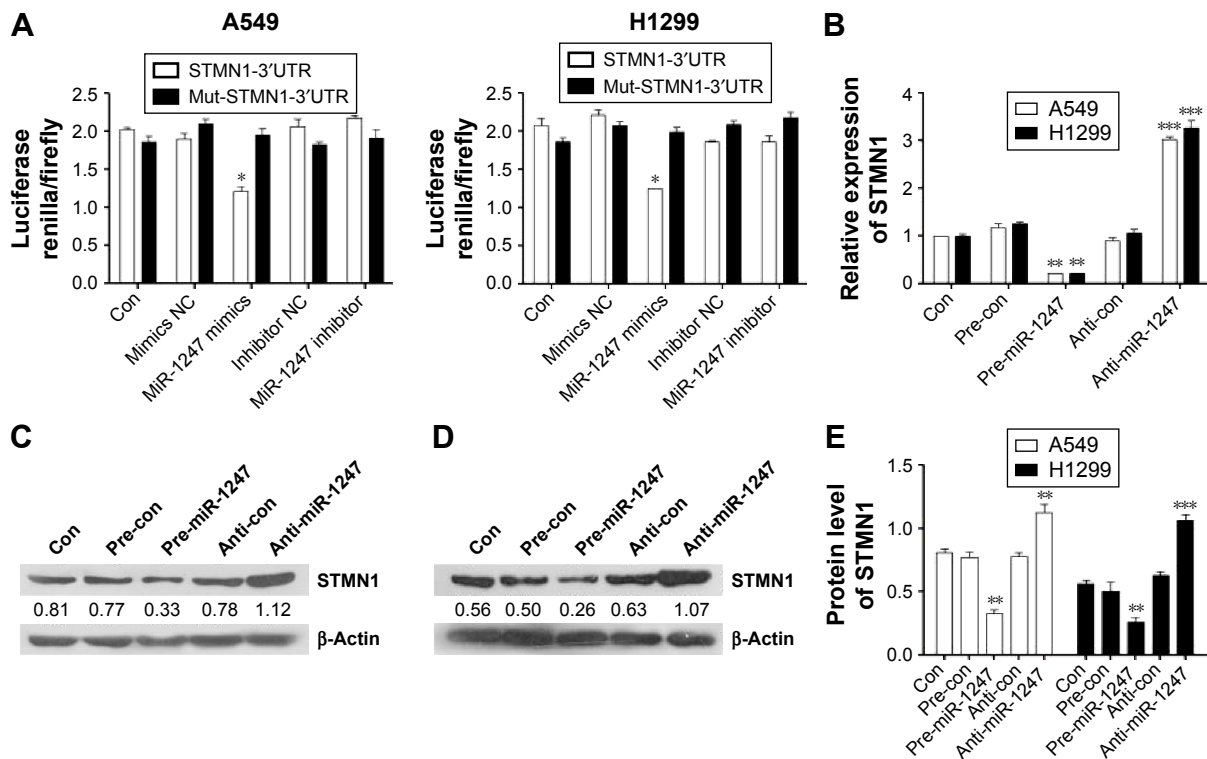 A
A549
STMN1-3′UTR
Mut-STMN1-3′UTR
Luciferase
renilla/firefly
2.5
2.0
1.5
1.0
0.5
0.0
*
Con
Mimics NC
MiR-1247 mimics
Inhibitor NC
MiR-1247 inhibitor
H1299
STMN1-3′UTR
Mut-STMN1-3′UTR
Luciferase
renilla/firefly
2.5
2.0
1.5
1.0
0.5
0.0
*
Con
Mimics NC
MiR-1247 mimics
Inhibitor NC
MiR-1247 inhibitor
B
A549
H1299
Relative expression
of STMN1
4
3
2
1
0
** **
*** ***
Con
Pre-con
Pre-miR-1247
Anti-con
Anti-miR-1247
C
Con
Pre-con
Pre-miR-1247
Anti-con
Anti-miR-1247
STMN1
0.81 0.77 0.33 0.78 1.12
β-Actin
D
Con
Pre-con
Pre-miR-1247
Anti-con
Anti-miR-1247
STMN1
0.56 0.50 0.26 0.63 1.07
β-Actin
E
A549
H1299
Protein level
of STMN1
1.5
1.0
0.5
0.0
**
**
**
***
Con
Pre-con
Pre-miR-1247
Anti-con
Anti-miR-1247
Con
Pre-con
Pre-miR-1247
Anti-con
Anti-miR-1247